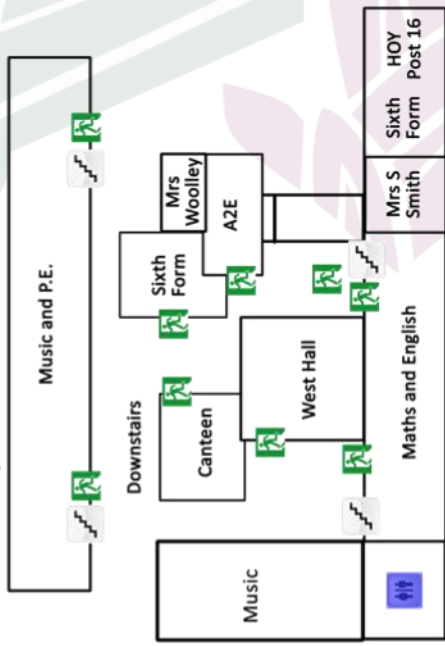 Music and P.E.
Downstairs
Canteen
Sixth
Form
Mrs
Woolley
A2E
Music
West Hall
Maths and English
Mrs S
Smith
Sixth
Form
HOY
Post 16